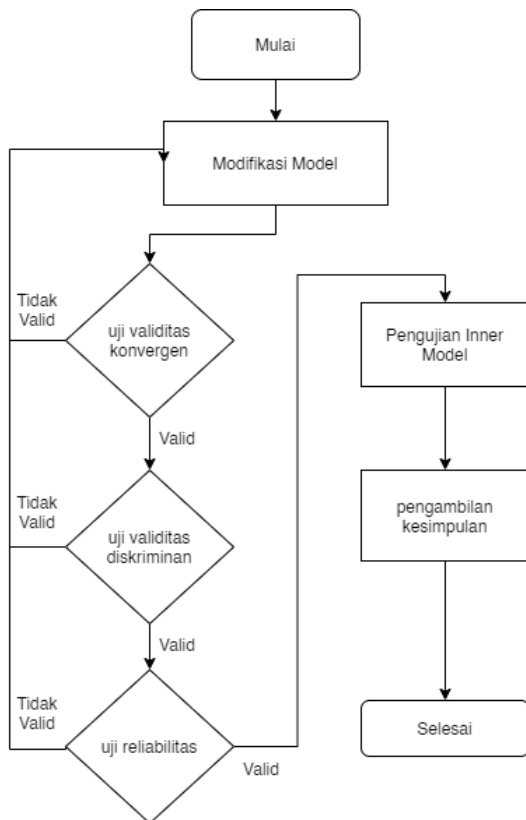 Mulai
Modifikasi Model
Tidak
Valid
uji validitas
konvergen
Valid
Tidak
Valid
uji validitas
diskriminan
Valid
Tidak
Valid
uji reliabilitas
Valid
Pengujian Inner
Model
pengambilan
kesimpulan
Selesai